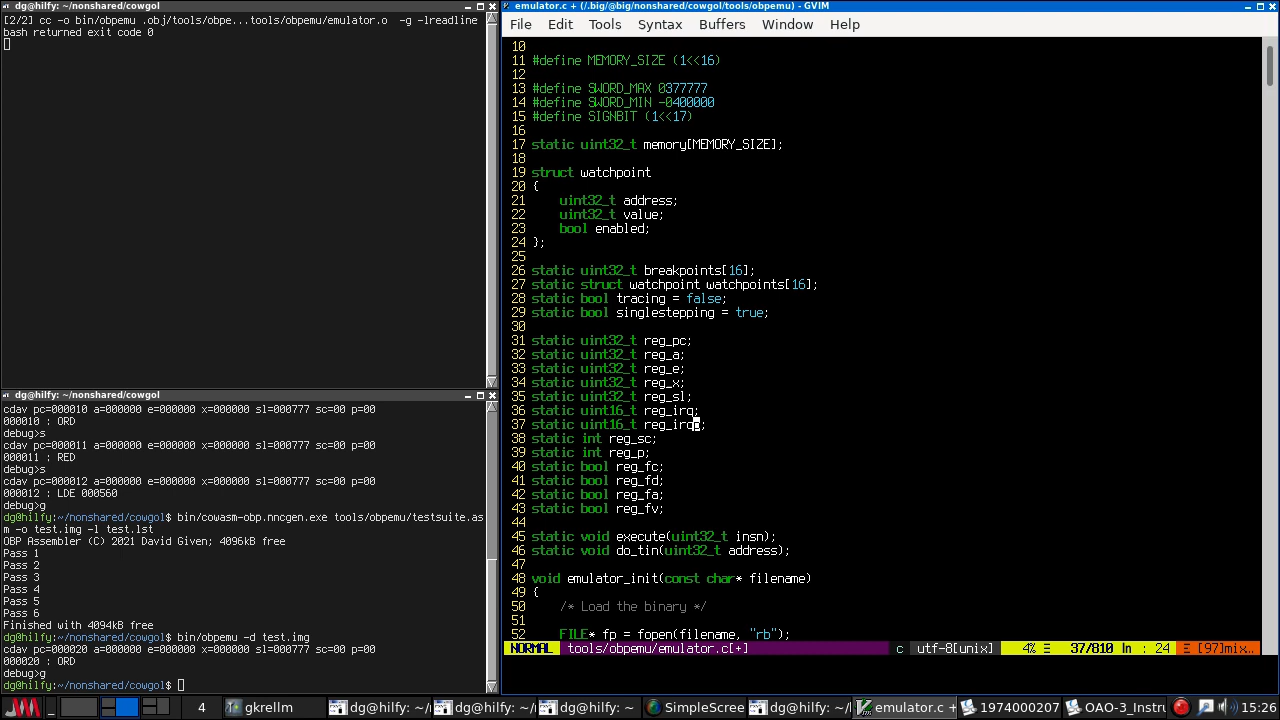 dg@hilfy: ~/nonshared/cowgol
[2/2] cc -o bin/obpemu .obj/tools/obpe...tools/obpemu/emulator.o  -g -lreadline
bash returned exit code 0
dg@hilfy: ~/nonshared/cowgol
cdav pc=000010 a=000000 e=000000 x=000000 sl=000777 sc=00 p=00
000010 : ORD
debug>s
cdav pc=000011 a=000000 e=000000 x=000000 sl=000777 sc=00 p=00
000011 : RED
debug>s
cdav pc=000012 a=000000 e=000000 x=000000 sl=000777 sc=00 p=00
000012 : LDE 000560
debug>g
dg@hilfy:~/nonshared/cowgol$ bin/cowasm-obp.nncgen.exe tools/obpemu/testsuite.as
m -o test.img -l test.lst
OBP Assembler (C) 2021 David Given; 4096kB free
Pass 1
Pass 2
Pass 3
Pass 4
Pass 5
Pass 6
Finished with 4094kB free
dg@hilfy:~/nonshared/cowgol$ bin/obpemu -d test.img
cdav pc=000020 a=000000 e=000000 x=000000 sl=000000 sc=00 p=00
000020 : ORD
debug>g
dg@hilfy:~/nonshared/cowgol$
emulator.c + (/.big/@big/nonshared/cowgol/tools/obpemu) - GVIM
File Edit Tools Syntax Buffers Window Help
10
11 #define MEMORY_SIZE (1<<16)
12
13 #define SWORD_MAX 0377777
14 #define SWORD_MIN -0400000
15 #define SIGNBIT (1<<17)
16
17 static uint32_t memory[MEMORY_SIZE];
18
19 struct watchpoint
20 {
21     uint32_t address;
22     uint32_t value;
23     bool enabled;
24 };
25
26 static uint32_t breakpoints[16];
27 static struct watchpoint watchpoints[16];
28 static bool tracing = false;
29 static bool singlestepping = true;
30
31 static uint32_t reg_pc;
32 static uint32_t reg_a;
33 static uint32_t reg_e;
34 static uint32_t reg_x;
35 static uint32_t reg_sl;
36 static uint16_t reg_irq;
37 static uint16_t reg_irqp;
38 static int reg_sc;
39 static int reg_p;
40 static bool reg_fc;
41 static bool reg_fd;
42 static bool reg_fa;
43 static bool reg_fv;
44
45 static void execute(uint32_t insn);
46 static void do_tin(uint32_t address);
47
48 void emulator_init(const char* filename)
49 {
50     /* Load the binary */
51
52     FILE* fp = fopen(filename, "rb");
NORMAL tools/obpemu/emulator.c[+] c utf-8[unix] 4% ☰ 37/810 ln : 24 Ξ [97]mix..
4 gkrellm dg@hilfy: ~/ dg@hilfy: ~/ dg@hilfy: ~ SimpleScree dg@hilfy: ~/ emulator.c + 1974000207 OAO-3_Instru 15:26